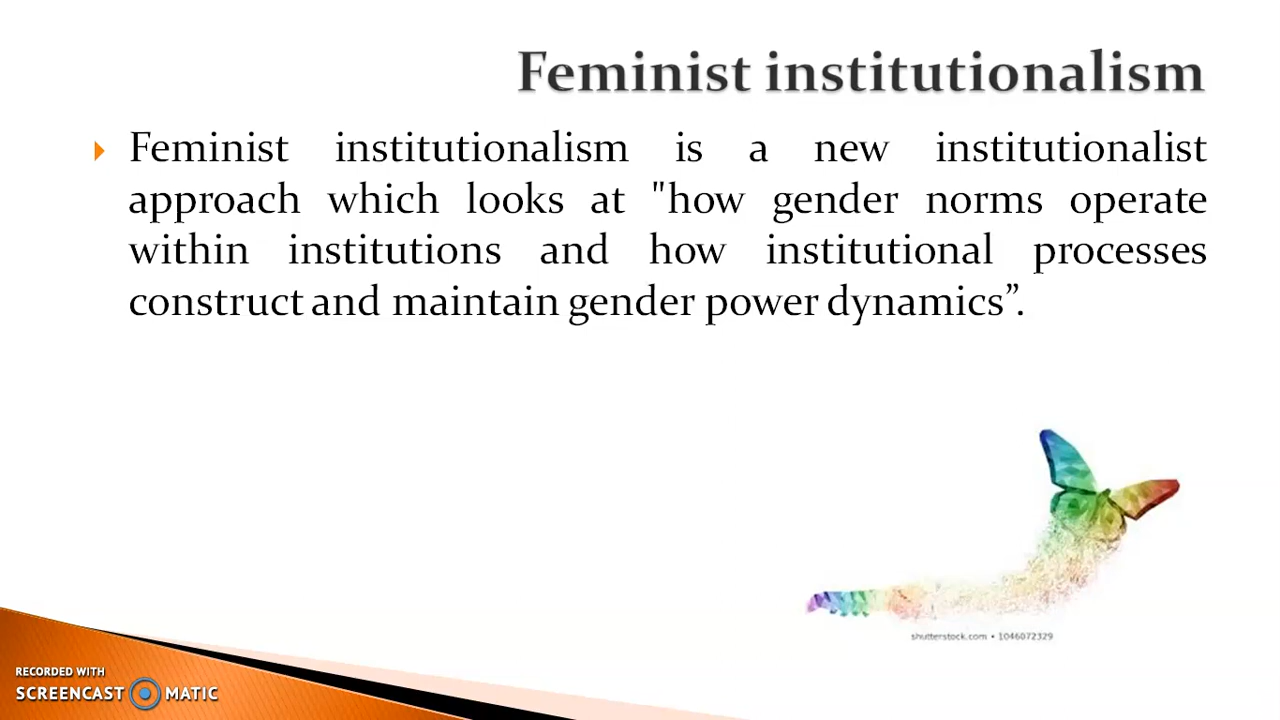 Feminist institutionalism
Feminist institutionalism is a new institutionalist
approach which looks at "how gender norms operate
within institutions and how institutional processes
construct and maintain gender power dynamics”.
shutterstock.com • 1046072329
RECORDED WITH
SCREENCAST MATIC